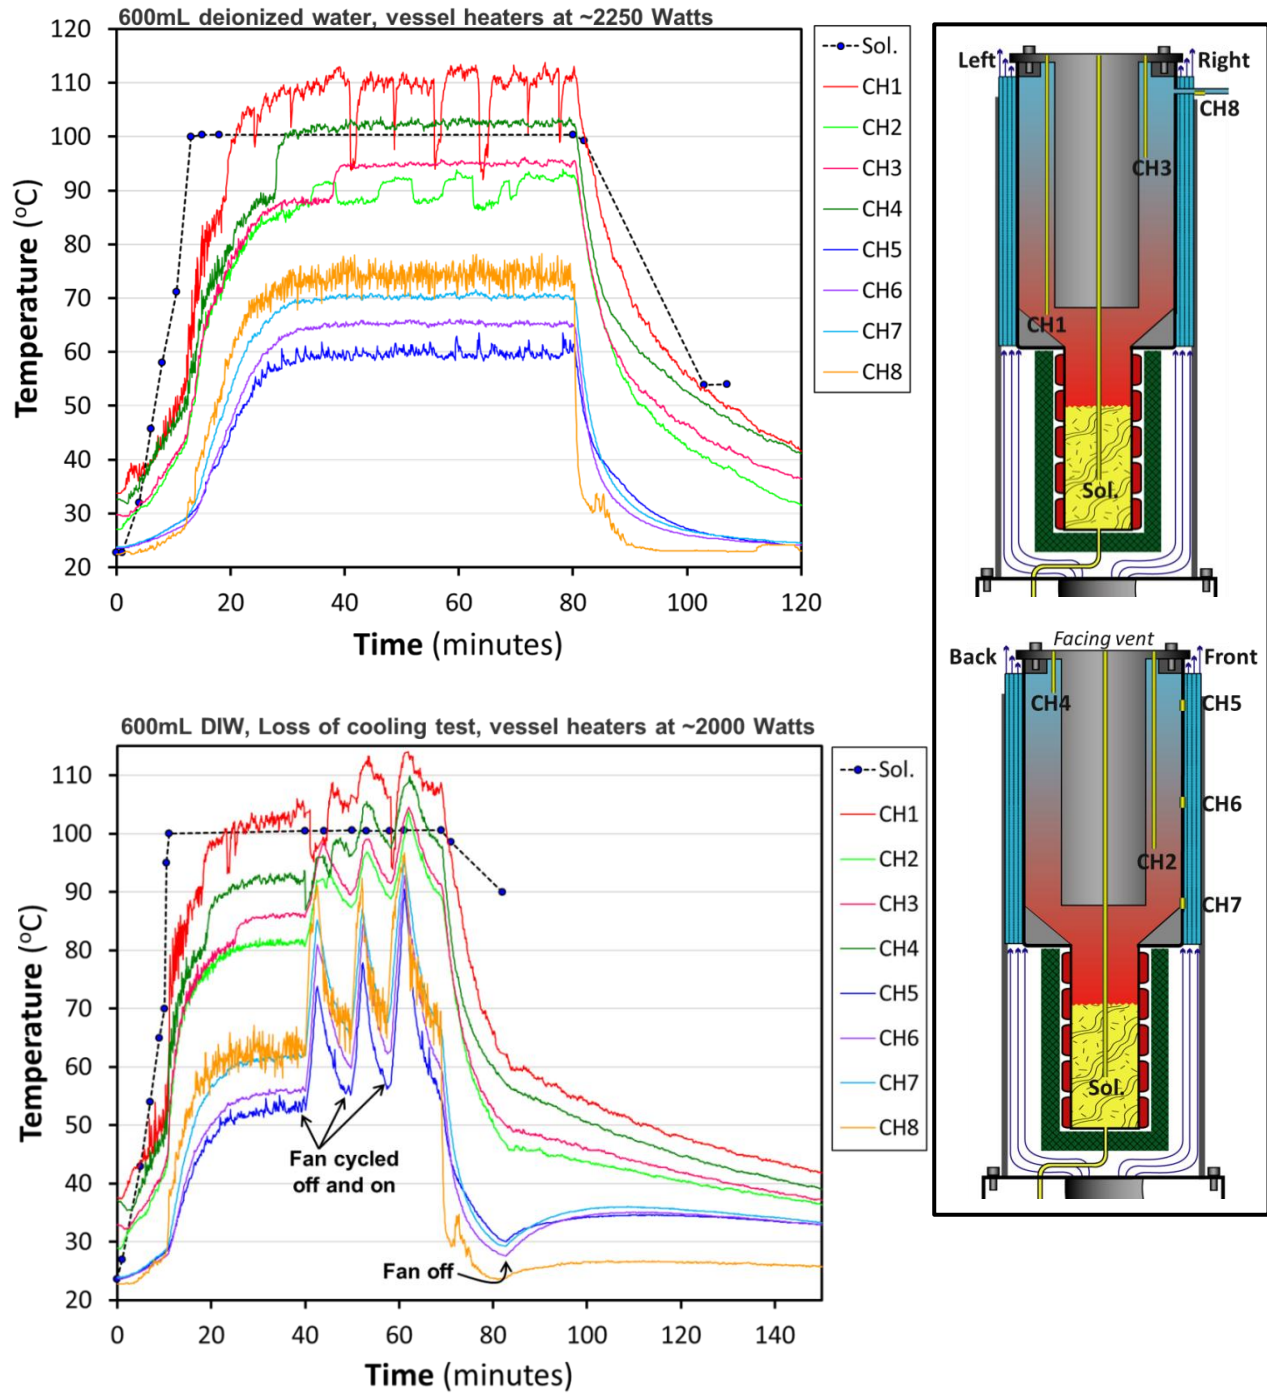 600mL deionized water, vessel heaters at ~2250 Watts
Temperature (°C)
120
110
100
90
80
70
60
50
40
30
20
0 20 40 60 80 100 120
Time (minutes)
Sol.
CH1
CH2
CH3
CH4
CH5
CH6
CH7
CH8
Left Right
CH8
CH3
CH1
Sol.
600mL DIW, Loss of cooling test, vessel heaters at ~2000 Watts
Temperature (°C)
110
100
90
80
70
60
50
40
30
20
Fan cycled
off and on
Fan off
0 20 40 60 80 100 120 140
Time (minutes)
Sol.
CH1
CH2
CH3
CH4
CH5
CH6
CH7
CH8
Facing vent
Back Front
CH4 CH5
CH6
CH2
CH7
Sol.